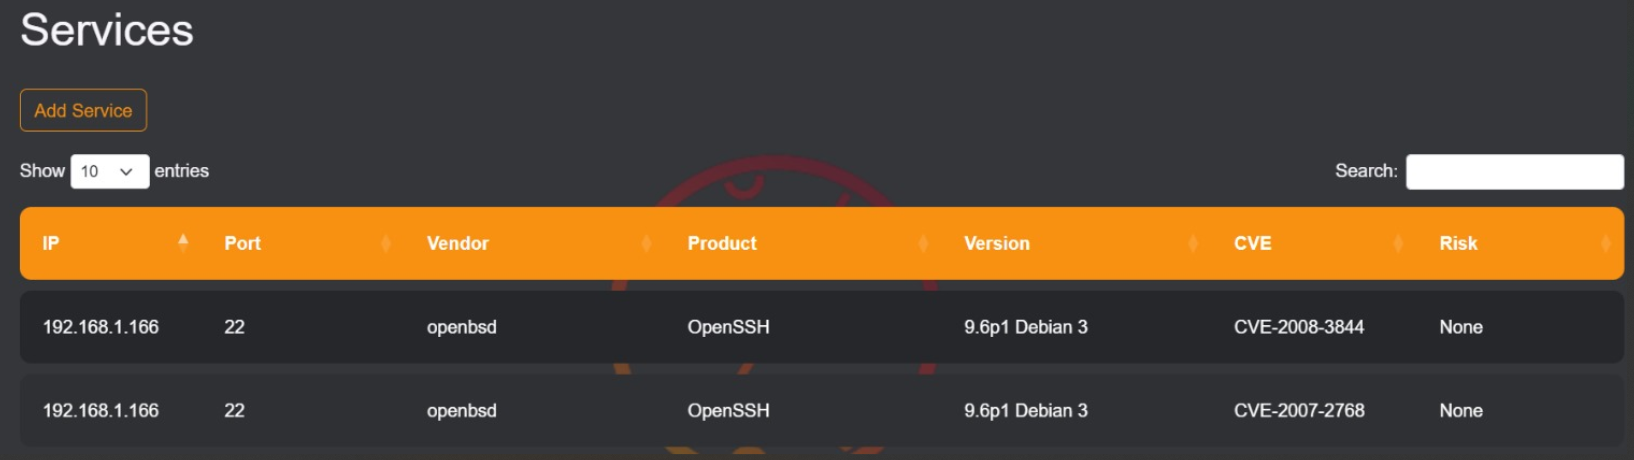 Services
Add Service
Show 10 entries Search:
IP Port Vendor Product Version CVE Risk
192.168.1.166 22 openbsd OpenSSH 9.6p1 Debian 3 CVE-2008-3844 None
192.168.1.166 22 openbsd OpenSSH 9.6p1 Debian 3 CVE-2007-2768 None